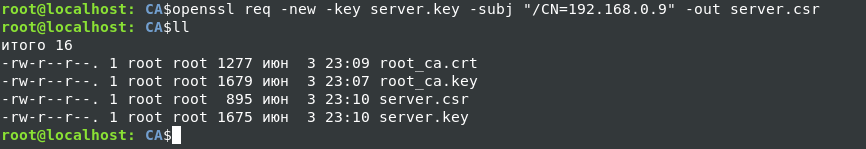 root@localhost: CA$openssl req -new -key server.key -subj "/CN=192.168.0.9" -out server.csr
root@localhost: CA$ll
итого 16
-rw-r--r--. 1 root root 1277 июн  3 23:09 root_ca.crt
-rw-r--r--. 1 root root 1679 июн  3 23:07 root_ca.key
-rw-r--r--. 1 root root  895 июн  3 23:10 server.csr
-rw-r--r--. 1 root root 1675 июн  3 23:10 server.key
root@localhost: CA$